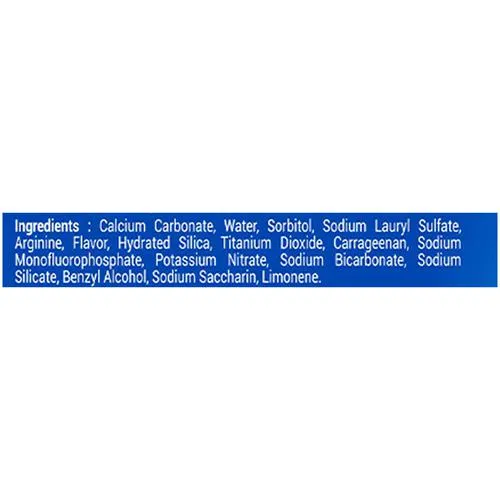 Ingredients : Calcium Carbonate, Water, Sorbitol, Sodium Lauryl Sulfate,
Arginine, Flavor, Hydrated Silica, Titanium Dioxide, Carrageenan, Sodium
Monofluorophosphate, Potassium Nitrate, Sodium Bicarbonate, Sodium
Silicate, Benzyl Alcohol, Sodium Saccharin, Limonene.